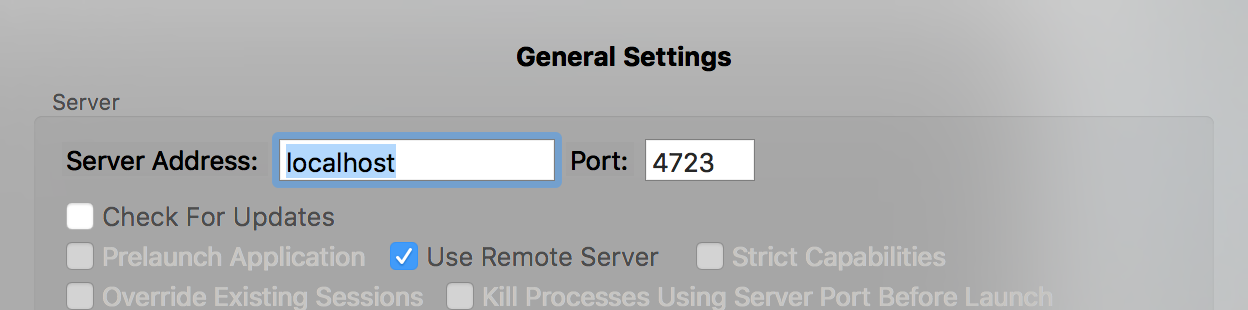 General Settings
Server
Server Address: localhost Port: 4723
Check For Updates
Prelaunch Application Use Remote Server Strict Capabilities
Override Existing Sessions Kill Processes Using Server Port Before Launch